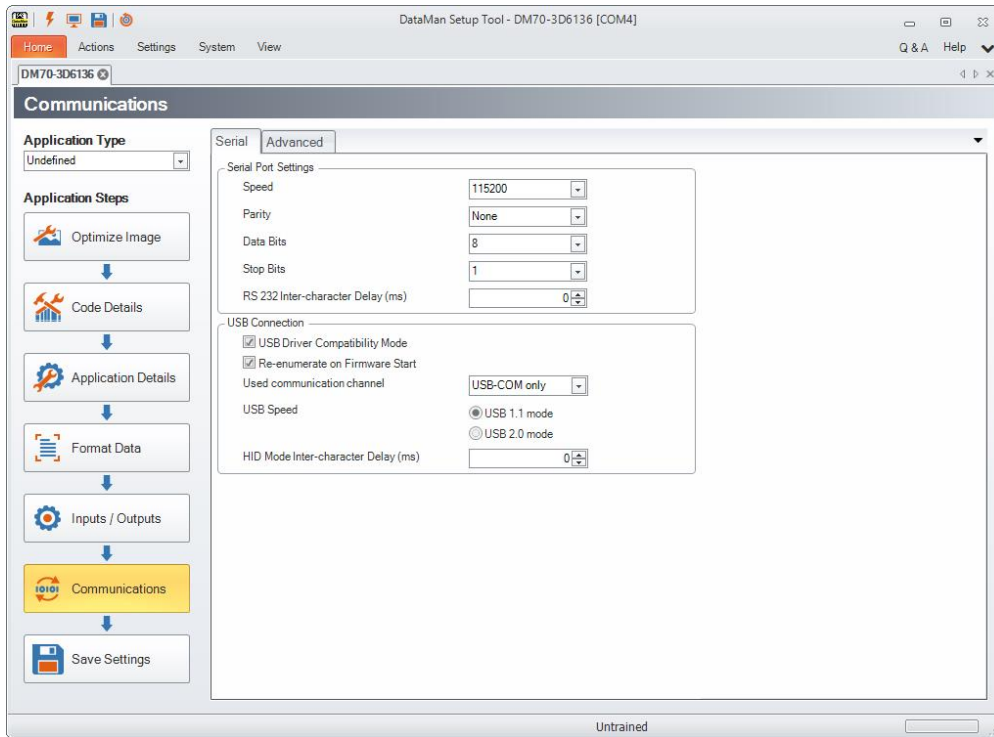 DataMan Setup Tool - DM70-3D6136 [COM4]
Home Actions Settings System View Q & A Help
DM70-3D6136
Communications
Application Type
Undefined
Application Steps
Optimize Image
Code Details
Application Details
Format Data
Inputs / Outputs
10101 Communications
Save Settings
Serial Advanced
Serial Port Settings
Speed 115200
Parity None
Data Bits 8
Stop Bits 1
RS 232 Inter-character Delay (ms) 0
USB Connection
USB Driver Compatibility Mode
Re-enumerate on Firmware Start
Used communication channel USB-COM only
USB Speed USB 1.1 mode
USB 2.0 mode
HID Mode Inter-character Delay (ms) 0
Untrained